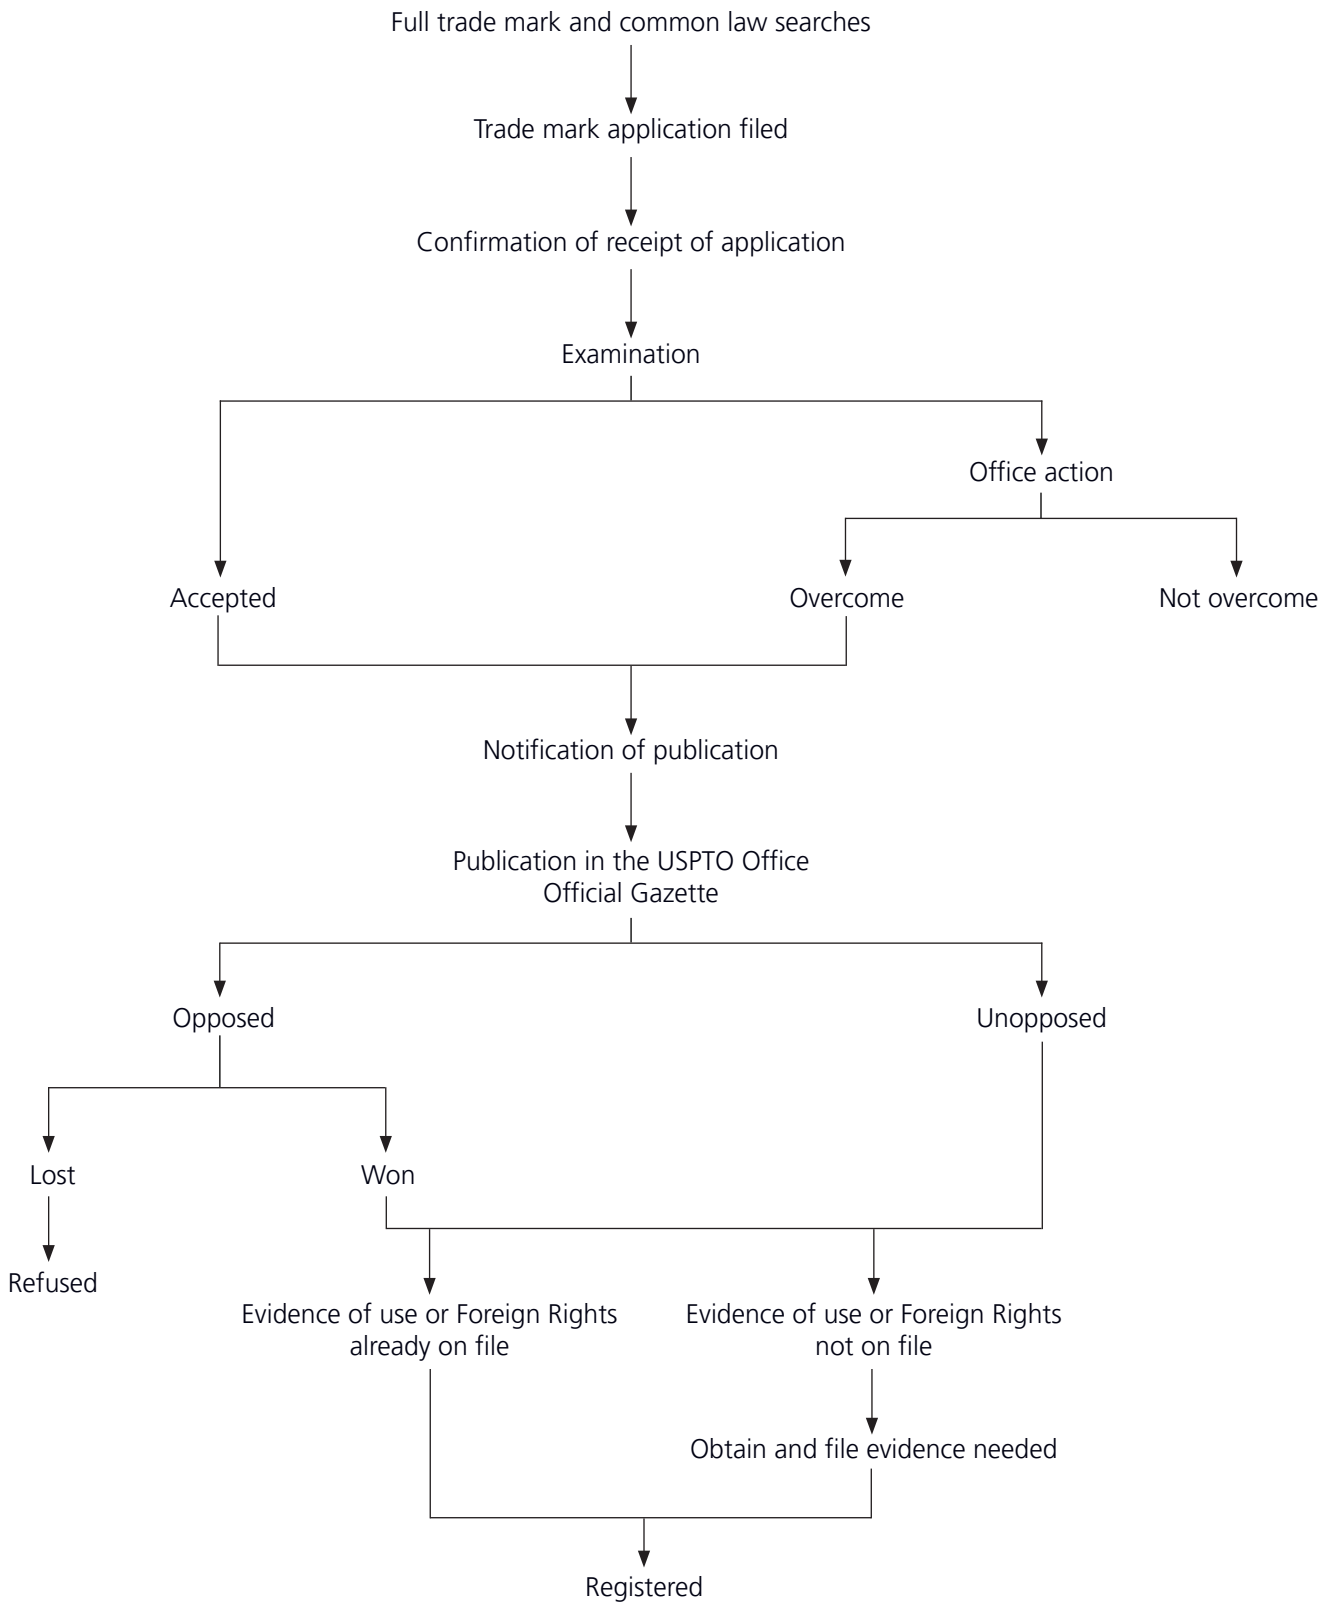 Full trade mark and common law searches
Trade mark application filed
Confirmation of receipt of application
Examination
Office action
Accepted
Overcome
Not overcome
Notification of publication
Publication in the USPTO Office
Official Gazette
Opposed
Unopposed
Lost
Won
Refused
Evidence of use or Foreign Rights
already on file
Evidence of use or Foreign Rights
not on file
Obtain and file evidence needed
Registered